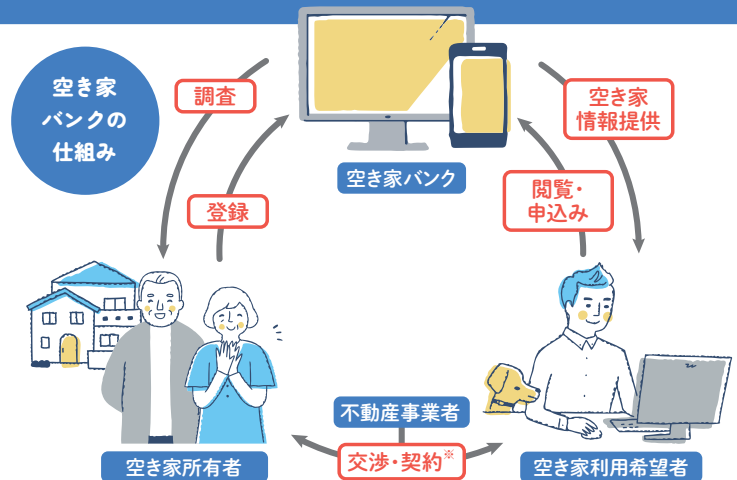 空き家
バンクの
仕組み
調査
空き家
情報提供
空き家バンク
登録
閲覧・
申込み
不動産事業者
交渉・契約※
空き家所有者
空き家利用希望者